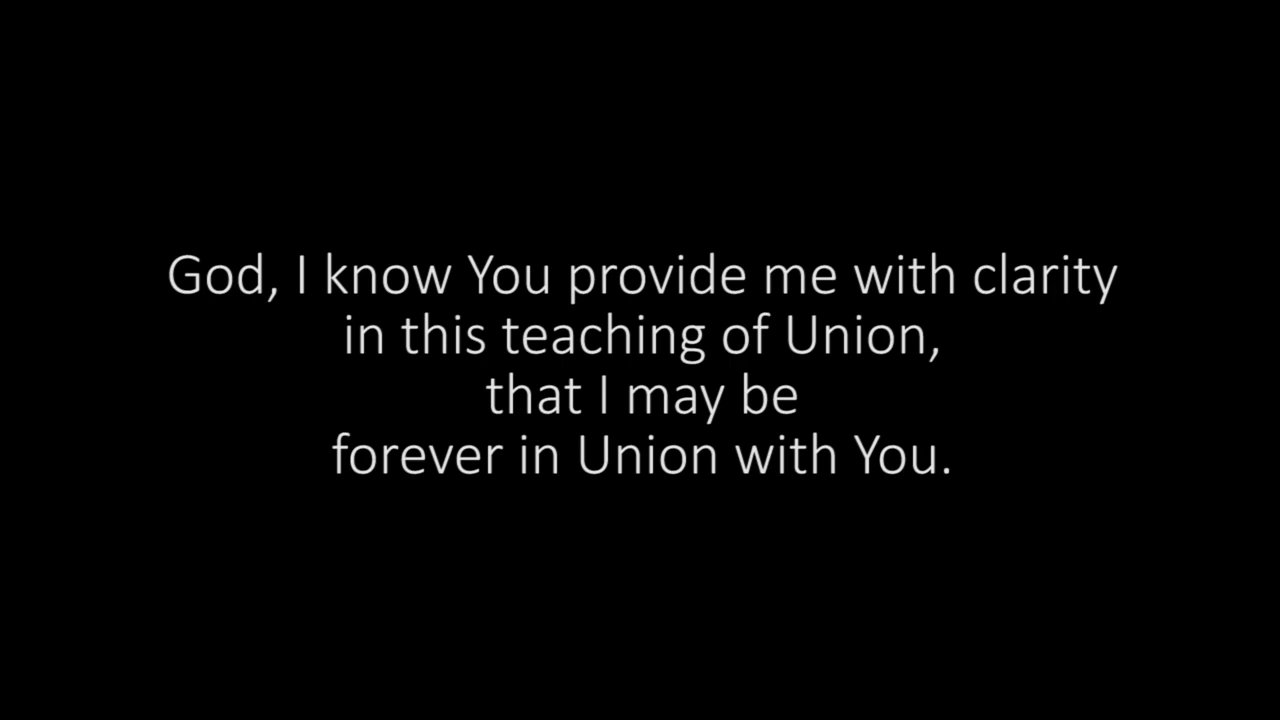 God, I know You provide me with clarity
in this teaching of Union,
that I may be
forever in Union with You.